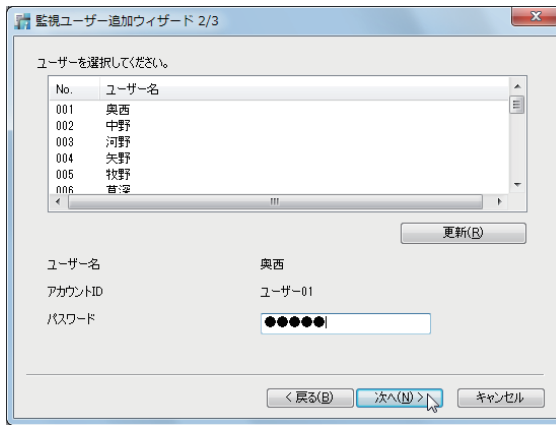 監視ユーザー追加ウィザード 2/3
ユーザーを選択してください。
No. ユーザー名
001 奥西
002 中野
003 河野
004 矢野
005 牧野
006 草深
更新(R)
ユーザー名 奥西
アカウントID ユーザー01
パスワード ●●●●●
< 戻る(B) 次へ(N) > キャンセル